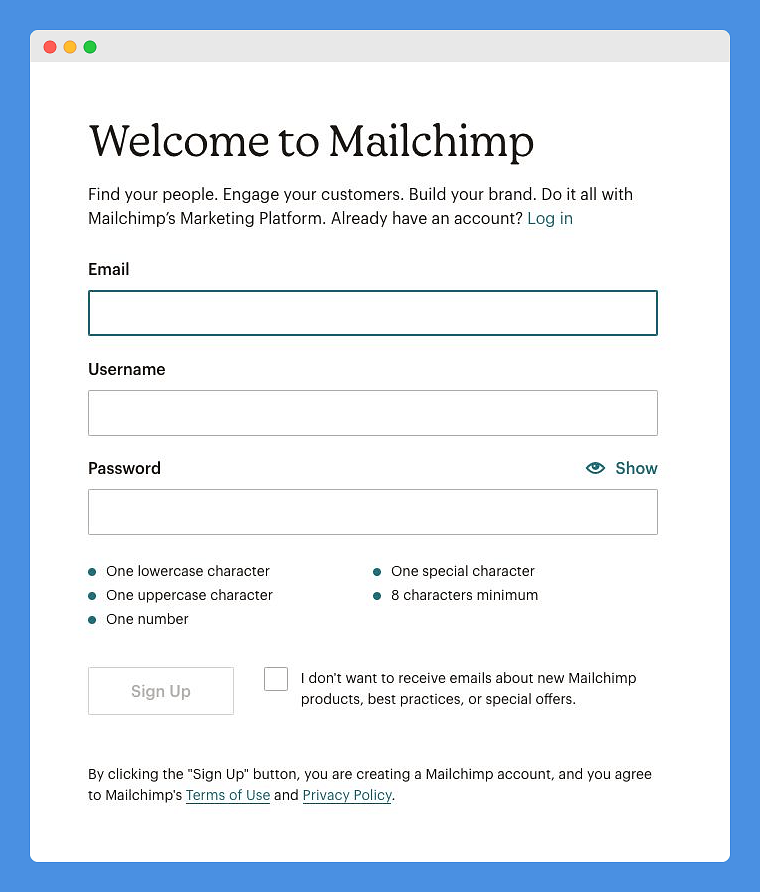 Welcome to Mailchimp
Find your people. Engage your customers. Build your brand. Do it all with
Mailchimp’s Marketing Platform. Already have an account? Log in
Email
Username
Password
Show
One lowercase character
One special character
One uppercase character
8 characters minimum
One number
Sign Up
I don't want to receive emails about new Mailchimp
products, best practices, or special offers.
By clicking the "Sign Up" button, you are creating a Mailchimp account, and you agree
to Mailchimp's Terms of Use and Privacy Policy.